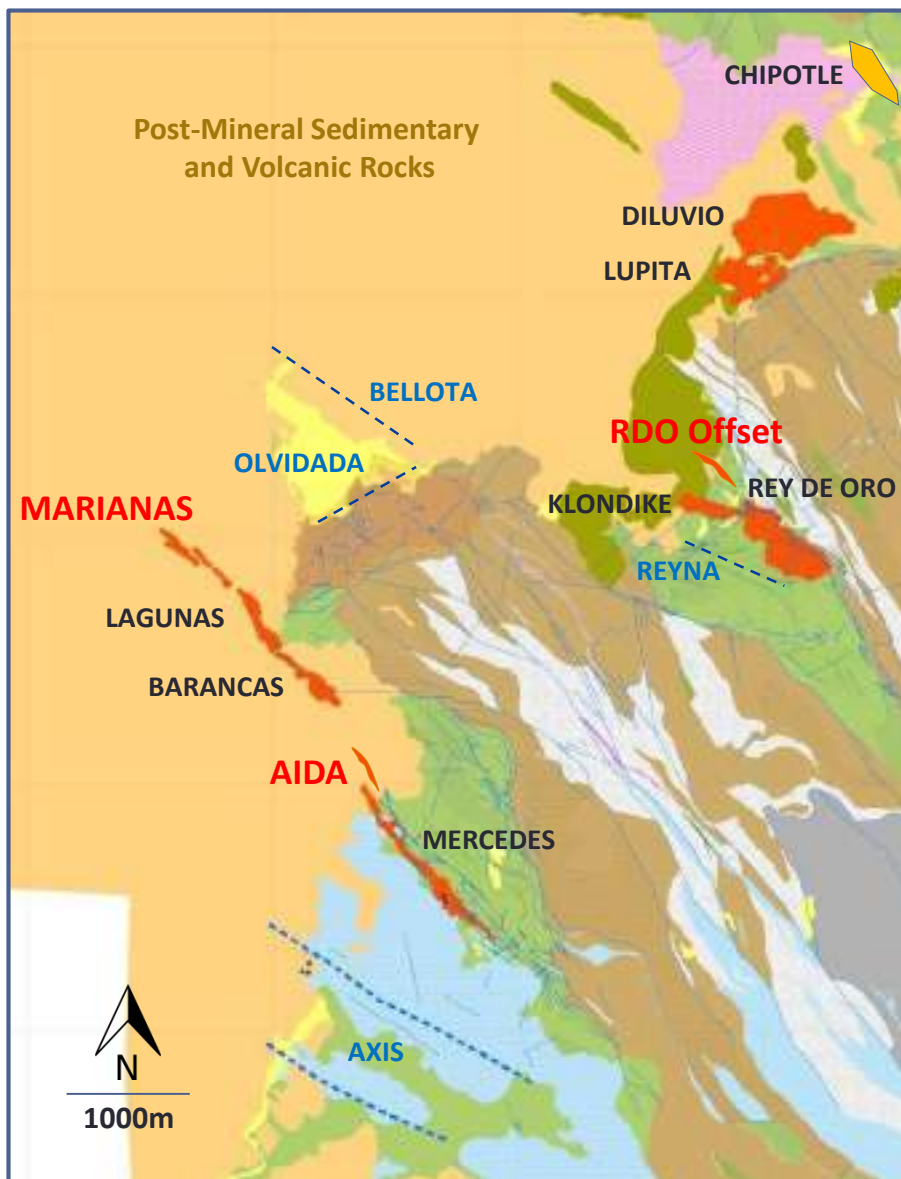 CHIPOTLE
Post-Mineral Sedimentary
and Volcanic Rocks
DILUVIO
LUPITA
BELLOTA
RDO Offset
OLVIDADA
REY DE ORO
KLONDIKE
MARIANAS
REYNA
LAGUNAS
BARANCAS
AIDA
MERCEDES
AXIS
N
1000m